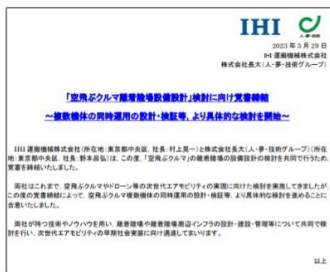 IHI
人・夢・技術
2023 年 3 月 29 日
IHI 運搬機械株式会社
株式会社長大(人・夢・技術グループ)
「空飛ぶクルマ離着陸場設備設計」検討に向け覚書締結
～複数機体の同時運用の設計・検証等、より具体的な検討を開始～
IHI 運搬機械株式会社(所在地:東京都中央区、社長:村上晃一)と株式会社長大(人・夢・技術グループ)(所在
地:東京都中央区、社長:野本昌弘)は、この度、「空飛ぶクルマ」の離着陸場の設備設計の検討を共同で行うため、
覚書を締結いたしました。
両社はこれまで、空飛ぶクルマやドローン等の次世代エアモビリティの実現に向けた検討を実施してきましたが、
この度の覚書締結によって、空飛ぶクルマ複数機体の同時運用の設計・検証等、より具体的な検討を進めることに
合意いたしました。
両社が持つ技術やノウハウを用い、離着陸場や離着陸場周辺インフラの設計・建設・管理等について共同で検
討を行い、次世代エアモビリティの早期社会実装に向け邁進してまいります。
以上